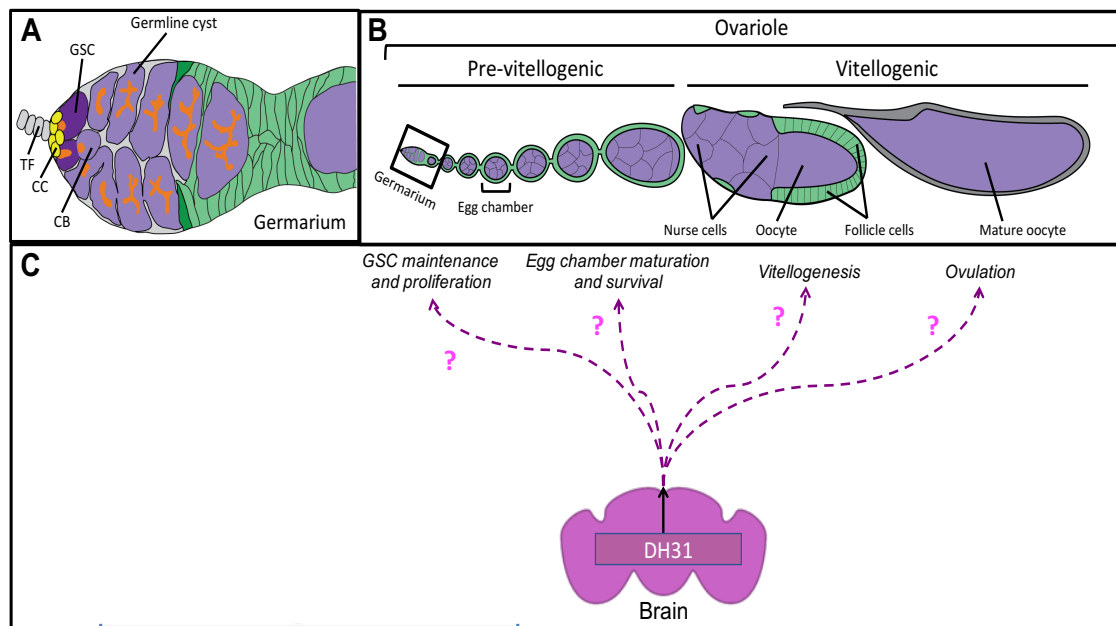 A
Germline cyst
GSC
TF
CC
CB
Germarium
B
Ovariole
Pre-vitellogenic
Vitellogenic
Germarium
Egg chamber
Nurse cells
Oocyte
Follicle cells
Mature oocyte
C
GSC maintenance
and proliferation
Egg chamber maturation
and survival
Vitellogenesis
Ovulation
?
?
?
?
DH31
Brain